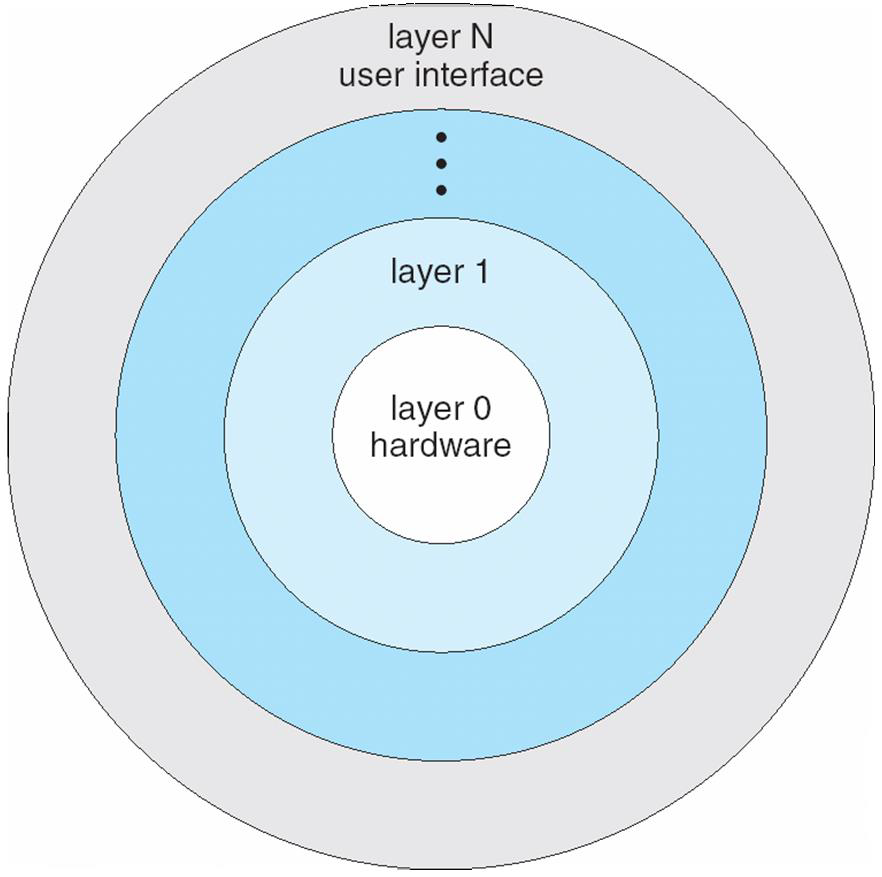 layer N
user interface
layer 1
layer 0
hardware